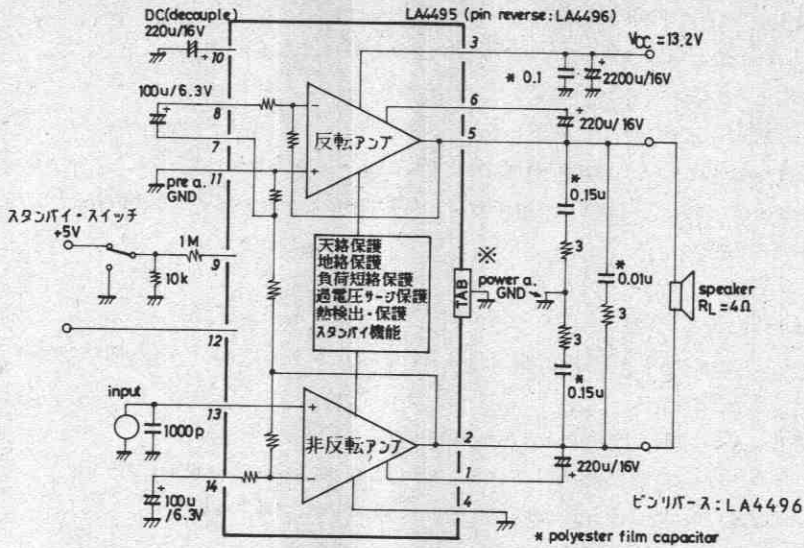 DC(decouple)
220u/16V
+
10
LA4495 (pin reverse: LA4496)
3
VCC = 13.2V
* 0.1
+
2200u/16V
100u/6.3V
+
8
−
6
+
220u/16V
反転アンプ
5
7
+
pre a.
GND
11
*
0.15u
スタンバイ・スイッチ
+5V
1M
9
10k
天絡保護
地絡保護
負荷短絡保護
過電圧サージ保護
熱検出・保護
スタンバイ機能
※
TAB
power a.
GND
3
*
0.01u
3
speaker
RL = 4Ω
12
3
*
0.15u
input
13
+
1000p
非反転アンプ
2
14
−
+
100u
/6.3V
1
+
220u/16V
4
ピンリバース：LA4496
* polyester film capacitor